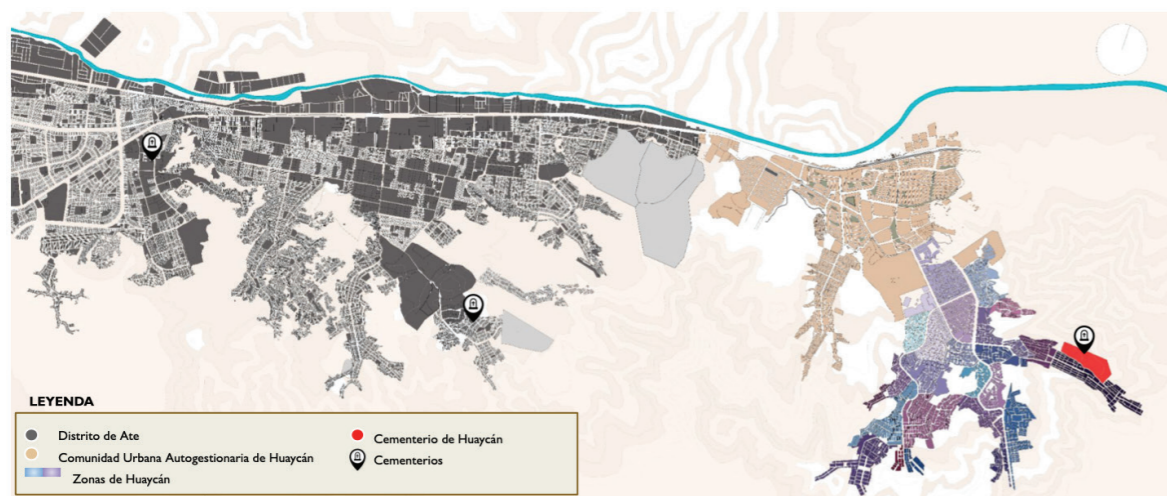 LEYENDA
Distrito de Ate
Comunidad Urbana Autogestionaria de Huaycán
Zonas de Huaycán
Cementerio de Huaycán
Cementerios